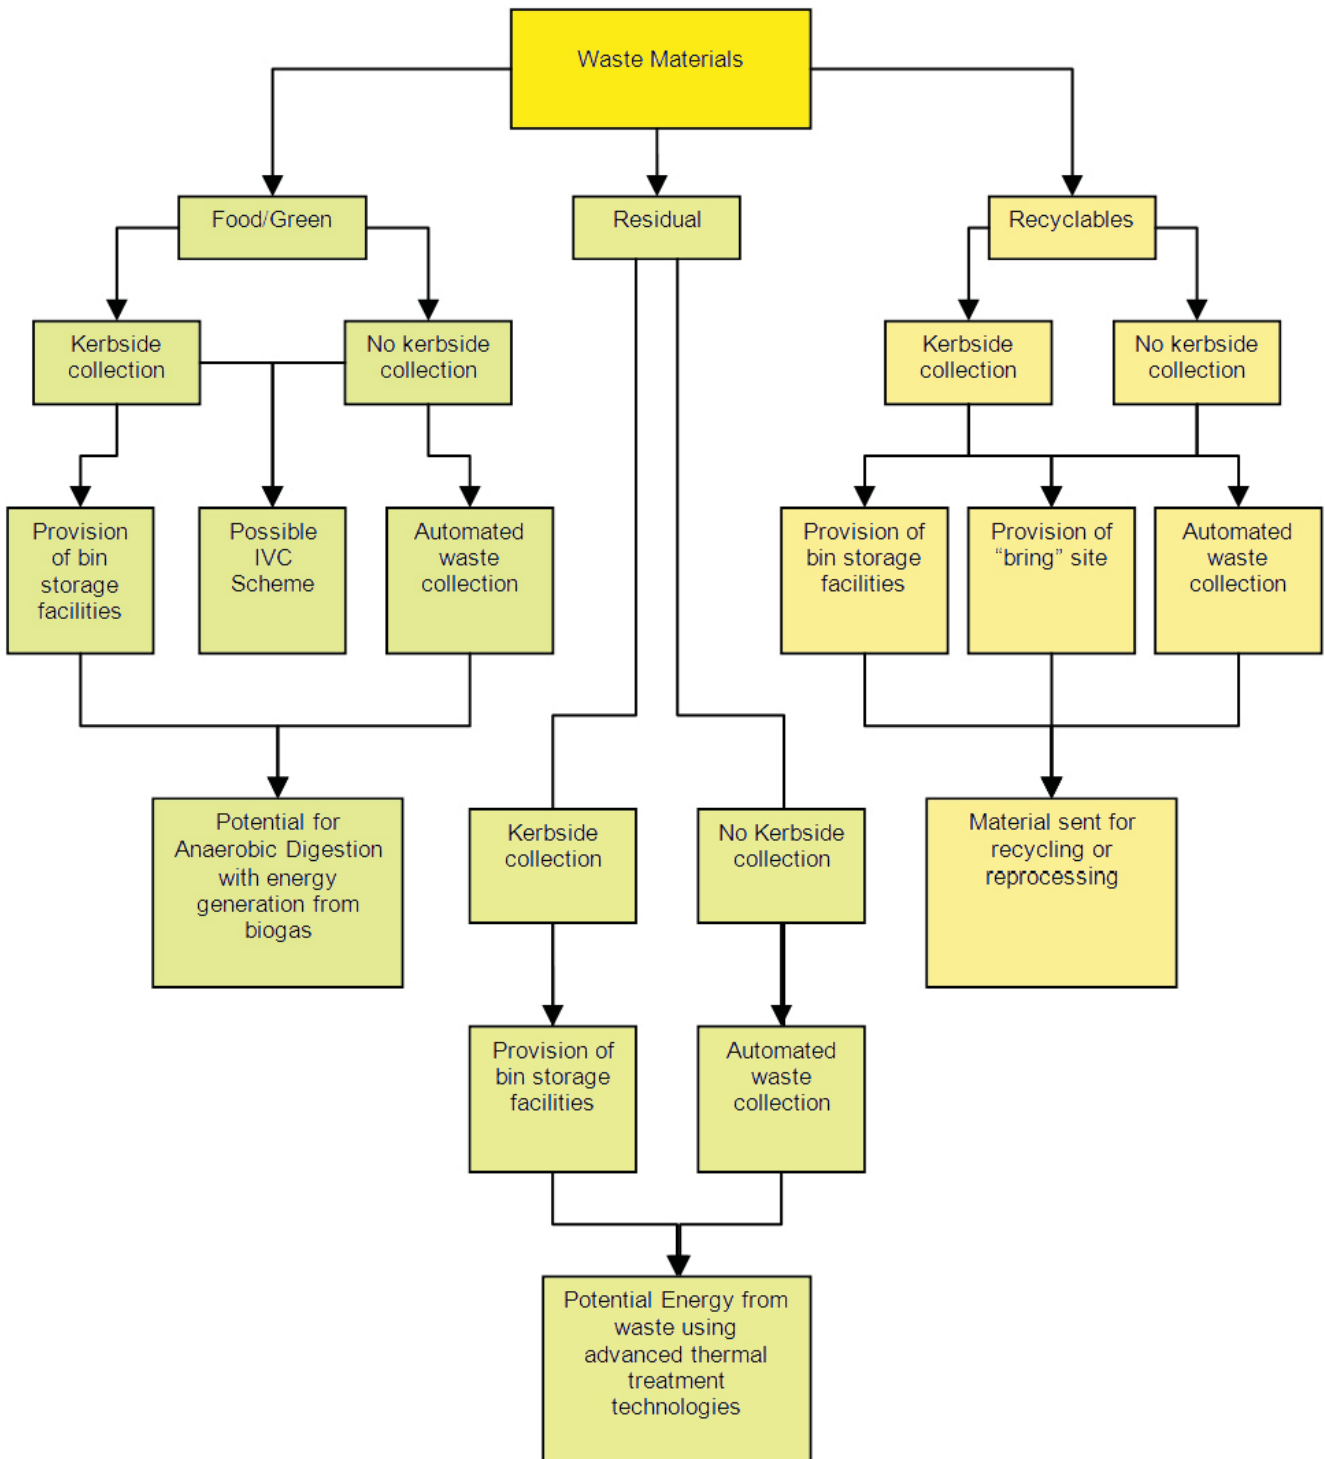 Waste Materials
Food/Green
Residual
Recyclables
Kerbside
collection
No kerbside
collection
Kerbside
collection
No kerbside
collection
Provision
of bin
storage
facilities
Possible
IVC
Scheme
Automated
waste
collection
Provision of
bin storage
facilities
Provision of
“bring” site
Automated
waste
collection
Potential for
Anaerobic Digestion
with energy
generation from
biogas
Kerbside
collection
No Kerbside
collection
Material sent for
recycling or
reprocessing
Provision of
bin storage
facilities
Automated
waste
collection
Potential Energy from
waste using
advanced thermal
treatment
technologies